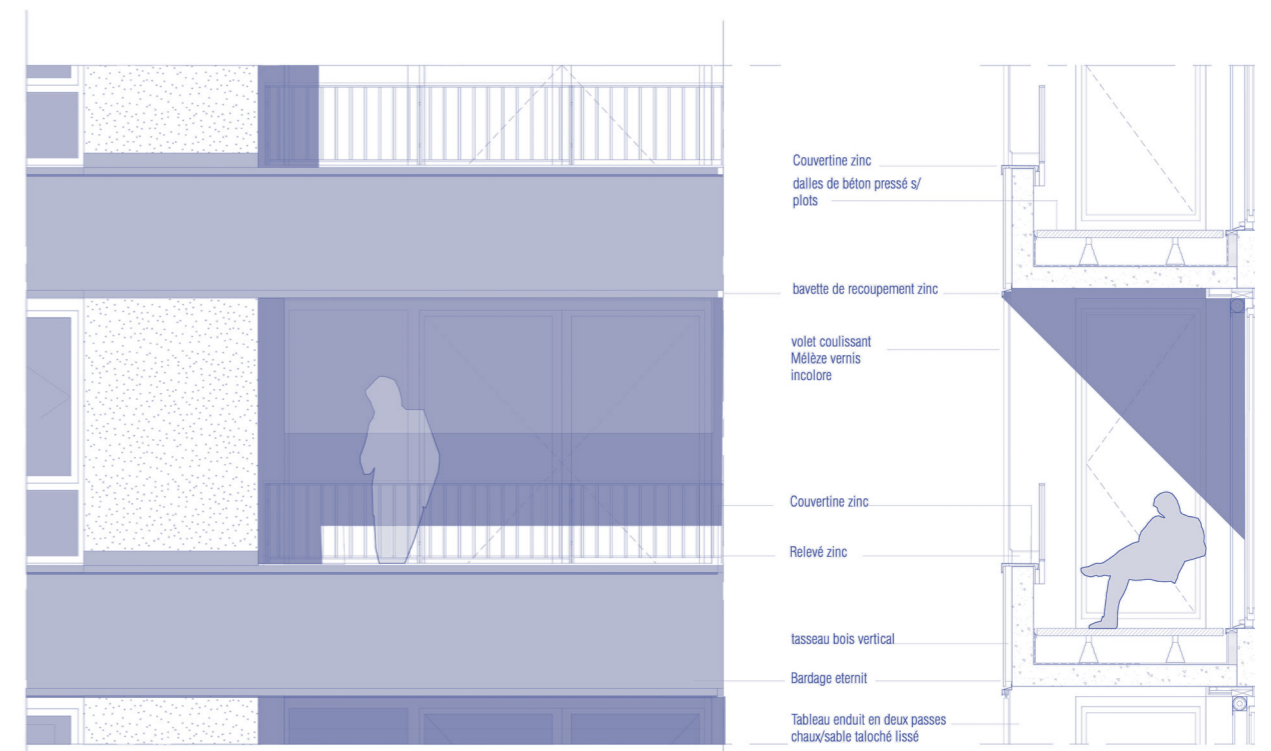 Couvertine zinc
dalles de béton pressé s/
plots
bavette de recoupement zinc
volet coulissant
Mélèze vernis
incolore
Couvertine zinc
Relevé zinc
tasseau bois vertical
Bardage eternit
Tableau enduit en deux passes
chaux/sable taloché lissé